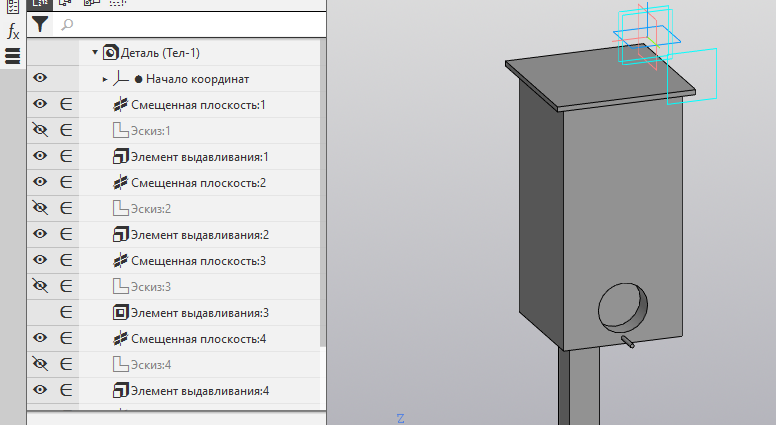 fx
Деталь (Тел-1)
Начало координат
Смещенная плоскость:1
Эскиз:1
Элемент выдавливания:1
Смещенная плоскость:2
Эскиз:2
Элемент выдавливания:2
Смещенная плоскость:3
Эскиз:3
Элемент выдавливания:3
Смещенная плоскость:4
Эскиз:4
Элемент выдавливания:4
Z